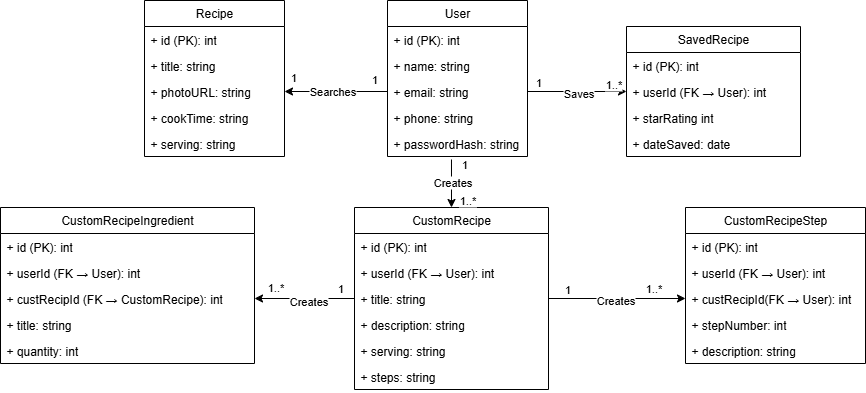 Recipe
+ id (PK): int
+ title: string
+ photoURL: string
+ cookTime: string
+ serving: string
1
Searches
1
User
+ id (PK): int
+ name: string
+ email: string
+ phone: string
+ passwordHash: string
1
Saves
1..*
SavedRecipe
+ id (PK): int
+ userId (FK → User): int
+ starRating int
+ dateSaved: date
1
Creates
1..*
CustomRecipeIngredient
+ id (PK): int
+ userId (FK → User): int
+ custRecipId (FK → CustomRecipe): int
+ title: string
+ quantity: int
1..*
Creates
1
CustomRecipe
+ id (PK): int
+ userId (FK → User): int
+ title: string
+ description: string
+ serving: string
+ steps: string
1
Creates
1..*
CustomRecipeStep
+ id (PK): int
+ userId (FK → User): int
+ custRecipId(FK → User): int
+ stepNumber: int
+ description: string